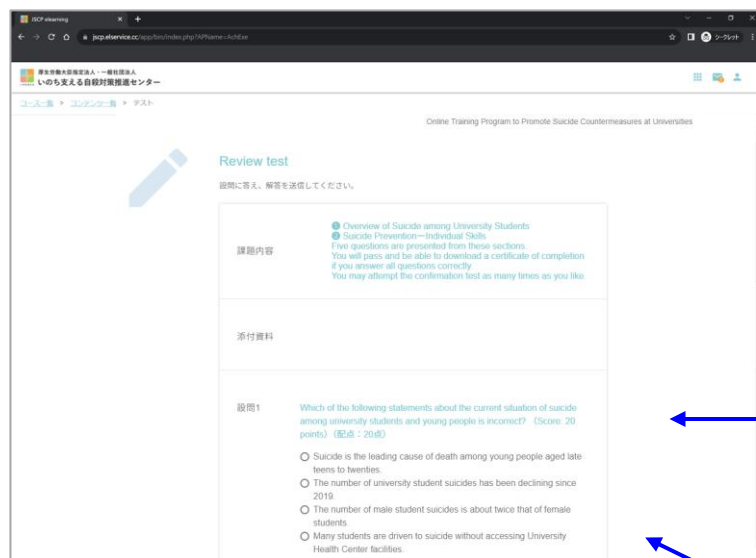 JSCP elearning
jscp.elservice.cc/app/bin/index.php?APName=AchExe
シークレット
厚生労働大臣指定法人・一般社団法人
いのち支える自殺対策推進センター
コース一覧 ▶ コンテンツ一覧 ▶ テスト
Online Training Program to Promote Suicide Countermeasures at Universities
Review test
設問に答え、解答を送信してください。
課題内容
❶ Overview of Suicide among University Students
❷ Suicide Prevention—Individual Skills
Five questions are presented from these sections.
You will pass and be able to download a certificate of completion
if you answer all questions correctly.
You may attempt the confirmation test as many times as you like.
添付資料
設問1
Which of the following statements about the current situation of suicide
among university students and young people is incorrect? (Score: 20
points) (配点：20点)
Suicide is the leading cause of death among young people aged late
teens to twenties.
The number of university student suicides has been declining since
2019.
The number of male student suicides is about twice that of female
students.
Many students are driven to suicide without accessing University
Health Center facilities.